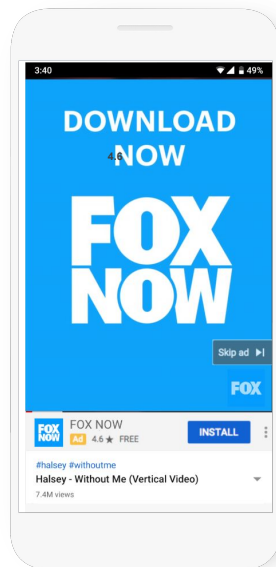 3:40
49%
DOWNLOAD
4.6
NOW
FOX
NOW
Skip ad
FOX
FOX
NOW
FOX NOW
Ad 4.6 ★ FREE
INSTALL
#halsey #withoutme
Halsey - Without Me (Vertical Video)
7.4M views